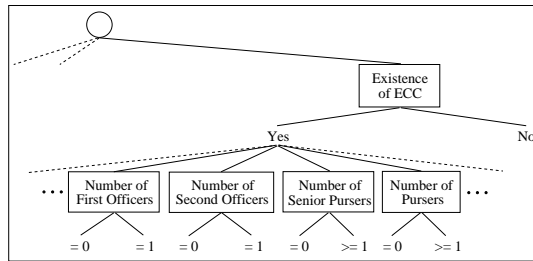 Existence
of ECC
Yes
No
••• Number of First Officers
Number of Second Officers
Number of Senior Pursers
Number of Pursers •••
= 0
= 1
= 0
= 1
= 0
>= 1
= 0
>= 1